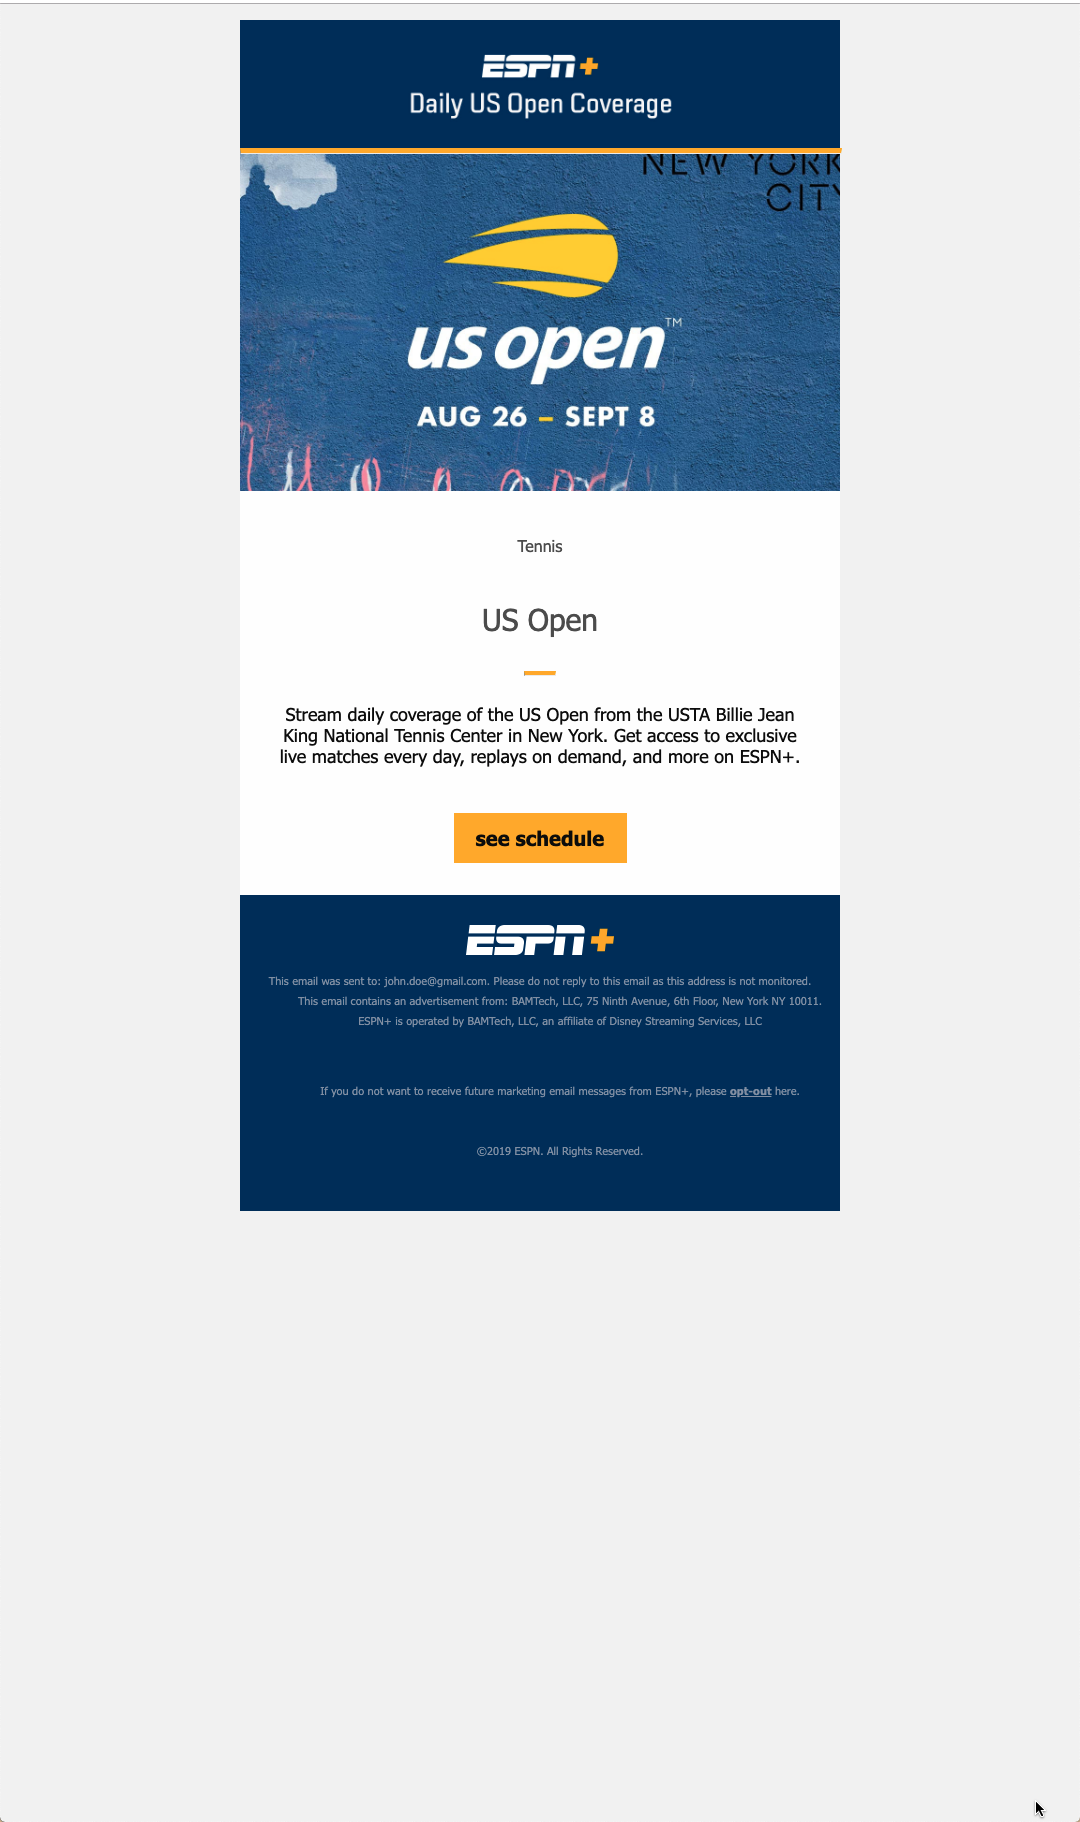 ESPN+
Daily US Open Coverage
NEW YORK
CITY
us open™
AUG 26 – SEPT 8
Tennis
US Open
Stream daily coverage of the US Open from the USTA Billie Jean
King National Tennis Center in New York. Get access to exclusive
live matches every day, replays on demand, and more on ESPN+.
see schedule
ESPN+
This email was sent to: john.doe@gmail.com. Please do not reply to this email as this address is not monitored.
This email contains an advertisement from: BAMTech, LLC, 75 Ninth Avenue, 6th Floor, New York NY 10011.
ESPN+ is operated by BAMTech, LLC, an affiliate of Disney Streaming Services, LLC
If you do not want to receive future marketing email messages from ESPN+, please opt-out here.
©2019 ESPN. All Rights Reserved.